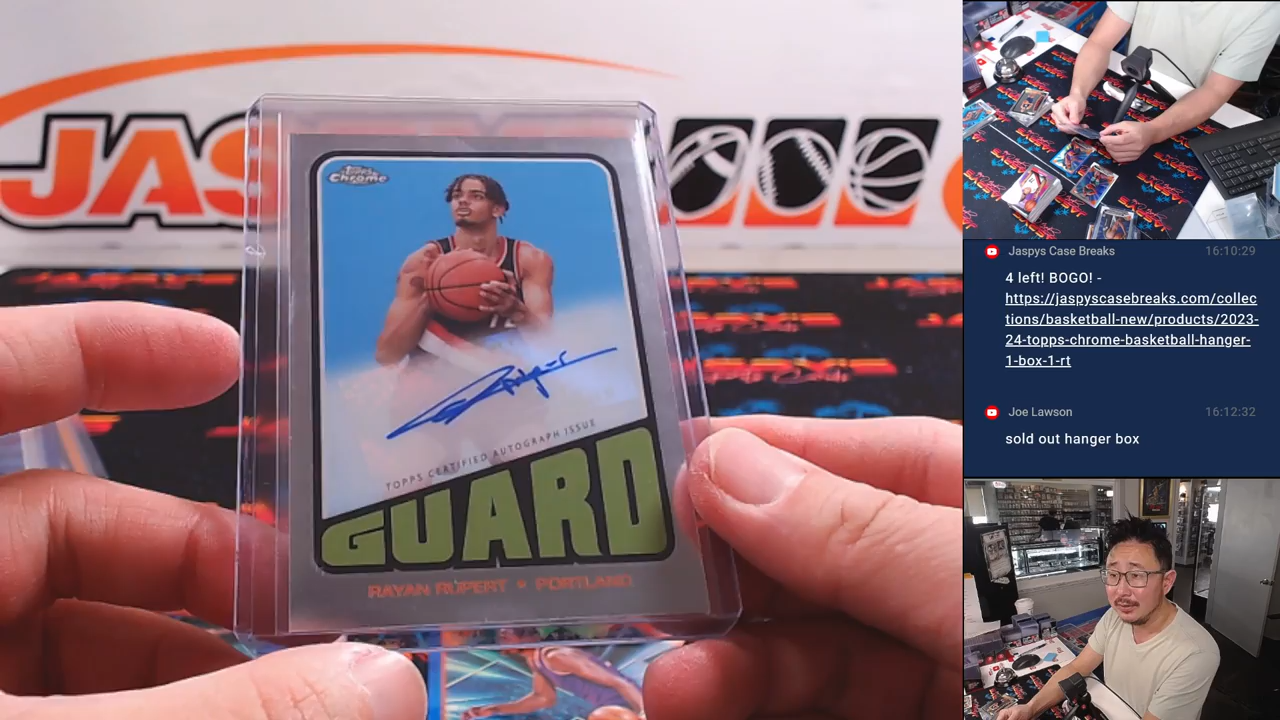 JAS
Topps
Chrome
TOPPS CERTIFIED AUTOGRAPH ISSUE
GUARD
RAYAN RUPERT • PORTLAND
Jaspys Case Breaks 16:10:29
4 left! BOGO! -
https://jaspyscasebreaks.com/collec
tions/basketball-new/products/2023-
24-topps-chrome-basketball-hanger-
1-box-1-rt
Joe Lawson 16:12:32
sold out hanger box